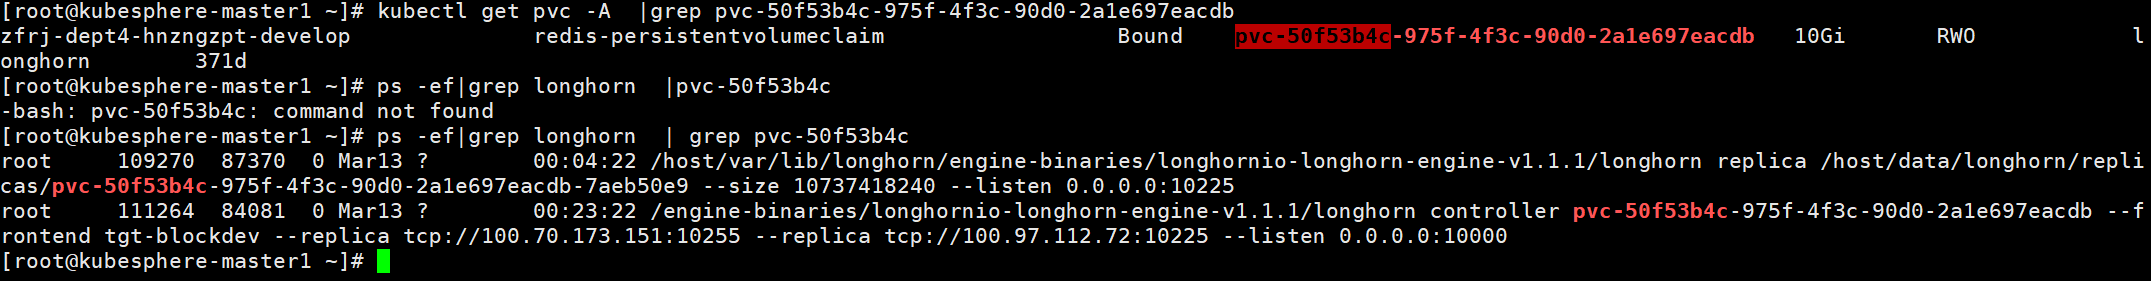 [root@kubesphere-master1 ~]# kubectl get pvc -A  |grep pvc-50f53b4c-975f-4f3c-90d0-2a1e697eacdb
zfrj-dept4-hnzngzpt-develop              redis-persistentvolumeclaim                  Bound    pvc-50f53b4c-975f-4f3c-90d0-2a1e697eacdb   10Gi       RWO            l
onghorn        371d
[root@kubesphere-master1 ~]# ps -ef|grep longhorn  |pvc-50f53b4c
-bash: pvc-50f53b4c: command not found
[root@kubesphere-master1 ~]# ps -ef|grep longhorn  | grep pvc-50f53b4c
root     109270  87370  0 Mar13 ?        00:04:22 /host/var/lib/longhorn/engine-binaries/longhornio-longhorn-engine-v1.1.1/longhorn replica /host/data/longhorn/repli
cas/pvc-50f53b4c-975f-4f3c-90d0-2a1e697eacdb-7aeb50e9 --size 10737418240 --listen 0.0.0.0:10225
root     111264  84081  0 Mar13 ?        00:23:22 /engine-binaries/longhornio-longhorn-engine-v1.1.1/longhorn controller pvc-50f53b4c-975f-4f3c-90d0-2a1e697eacdb --f
rontend tgt-blockdev --replica tcp://100.70.173.151:10255 --replica tcp://100.97.112.72:10225 --listen 0.0.0.0:10000
[root@kubesphere-master1 ~]#